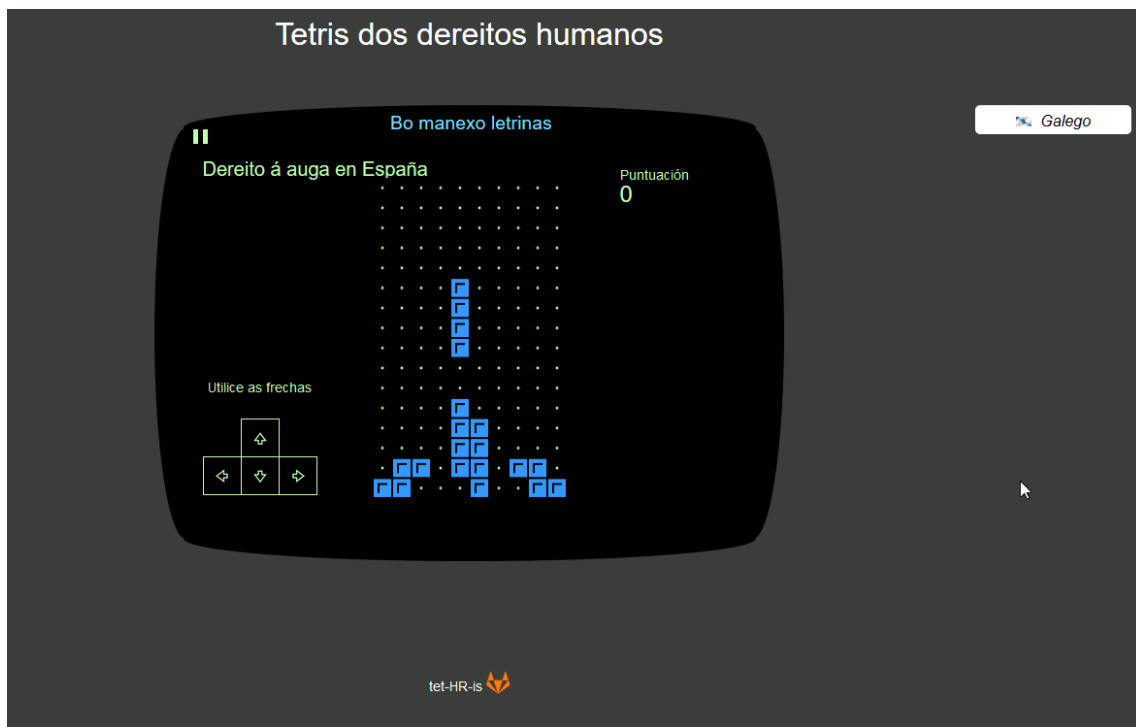 Tetris dos dereitos humanos
Bo manexo letrinas
Galego
Dereito á auga en España
Puntuación
0
Utilice as frechas
tet-HR-is